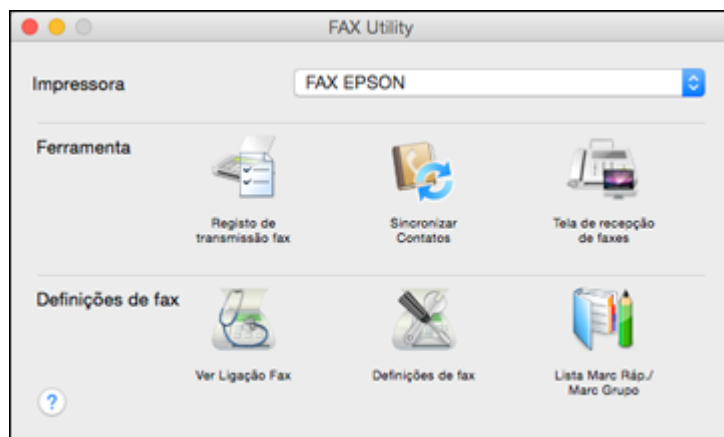 FAX Utility
Impressora
FAX EPSON
Ferramenta
Registo de
transmissão fax
Sincronizar
Contatos
Tela de recepção
de faxes
Definições de fax
Ver Ligação Fax
Definições de fax
Lista Marc Ráp./
Marc Grupo
?